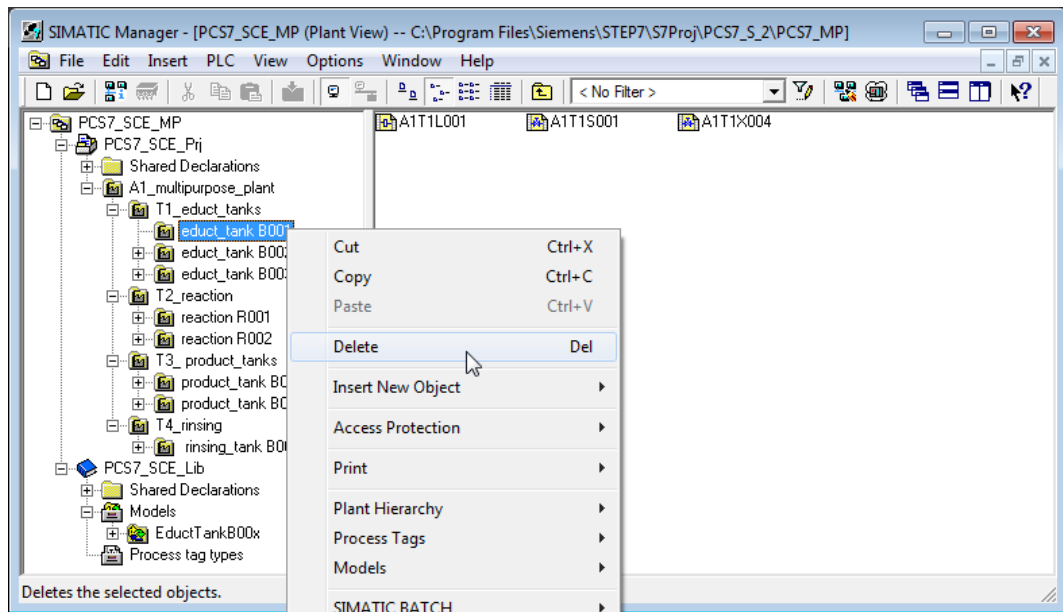 SIMATIC Manager - [PCS7_SCE_MP (Plant View) -- C:\Program Files\Siemens\STEP7\S7Proj\PCS7_S_2\PCS7_MP]
File Edit Insert PLC View Options Window Help
< No Filter >
PCS7_SCE_MP
PCS7_SCE_Prj
Shared Declarations
A1_multipurpose_plant
T1_educt_tanks
educt_tank B001
educt_tank B002
educt_tank B003
T2_reaction
reaction R001
reaction R002
T3_ product_tanks
product_tank B0
product_tank B0
T4_rinsing
rinsing_tank B00
PCS7_SCE_Lib
Shared Declarations
Models
EductTankB00x
Process tag types
A1T1L001 A1T1S001 A1T1X004
Cut Ctrl+X
Copy Ctrl+C
Paste Ctrl+V
Delete Del
Insert New Object
Access Protection
Print
Plant Hierarchy
Process Tags
Models
SIMATIC BATCH
Deletes the selected objects.